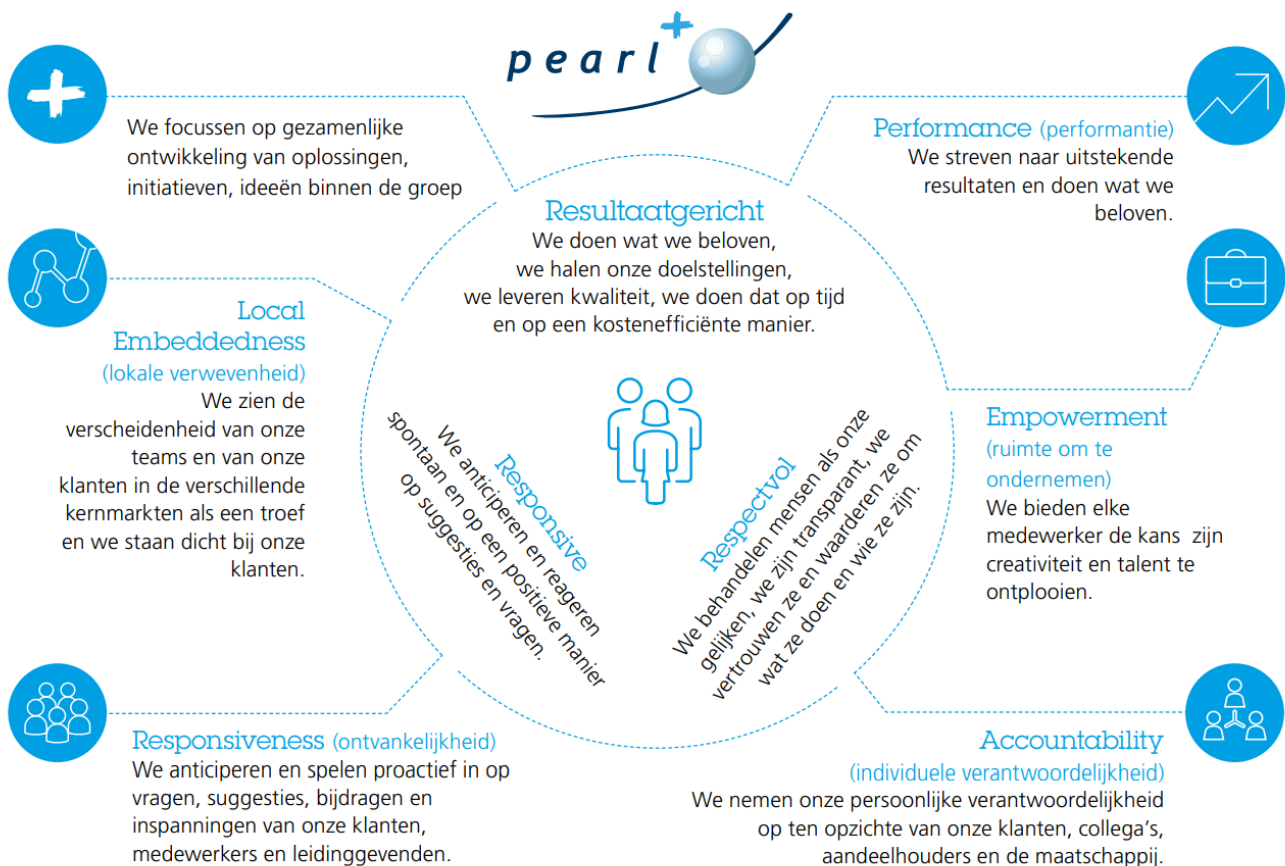 pearl+
We focussen op gezamenlijke
ontwikkeling van oplossingen,
initiatieven, ideeën binnen de groep
Performance (performantie)
We streven naar uitstekende
resultaten en doen wat we
beloven.
Resultaatgericht
We doen wat we beloven,
we halen onze doelstellingen,
we leveren kwaliteit, we doen dat op tijd
en op een kostenefficiënte manier.
Local
Embeddedness
(lokale verwevenheid)
We zien de
verscheidenheid van onze
teams en van onze
klanten in de verschillende
kernmarkten als een troef
en we staan dicht bij onze
klanten.
Responsive
We anticiperen en reageren
spontaan en op een positieve manier
op suggesties en vragen.
Respectvol
We behandelen mensen als onze
gelijken, we zijn transparant, we
vertrouwen ze en waarderen ze om
wat ze doen en wie ze zijn.
Empowerment
(ruimte om te
ondernemen)
We bieden elke
medewerker de kans zijn
creativiteit en talent te
ontplooien.
Responsiveness (ontvankelijkheid)
We anticiperen en spelen proactief in op
vragen, suggesties, bijdragen en
inspanningen van onze klanten,
medewerkers en leidinggevenden.
Accountability
(individuele verantwoordelijkheid)
We nemen onze persoonlijke verantwoordelijkheid
op ten opzichte van onze klanten, collega's,
aandeelhouders en de maatschappij.